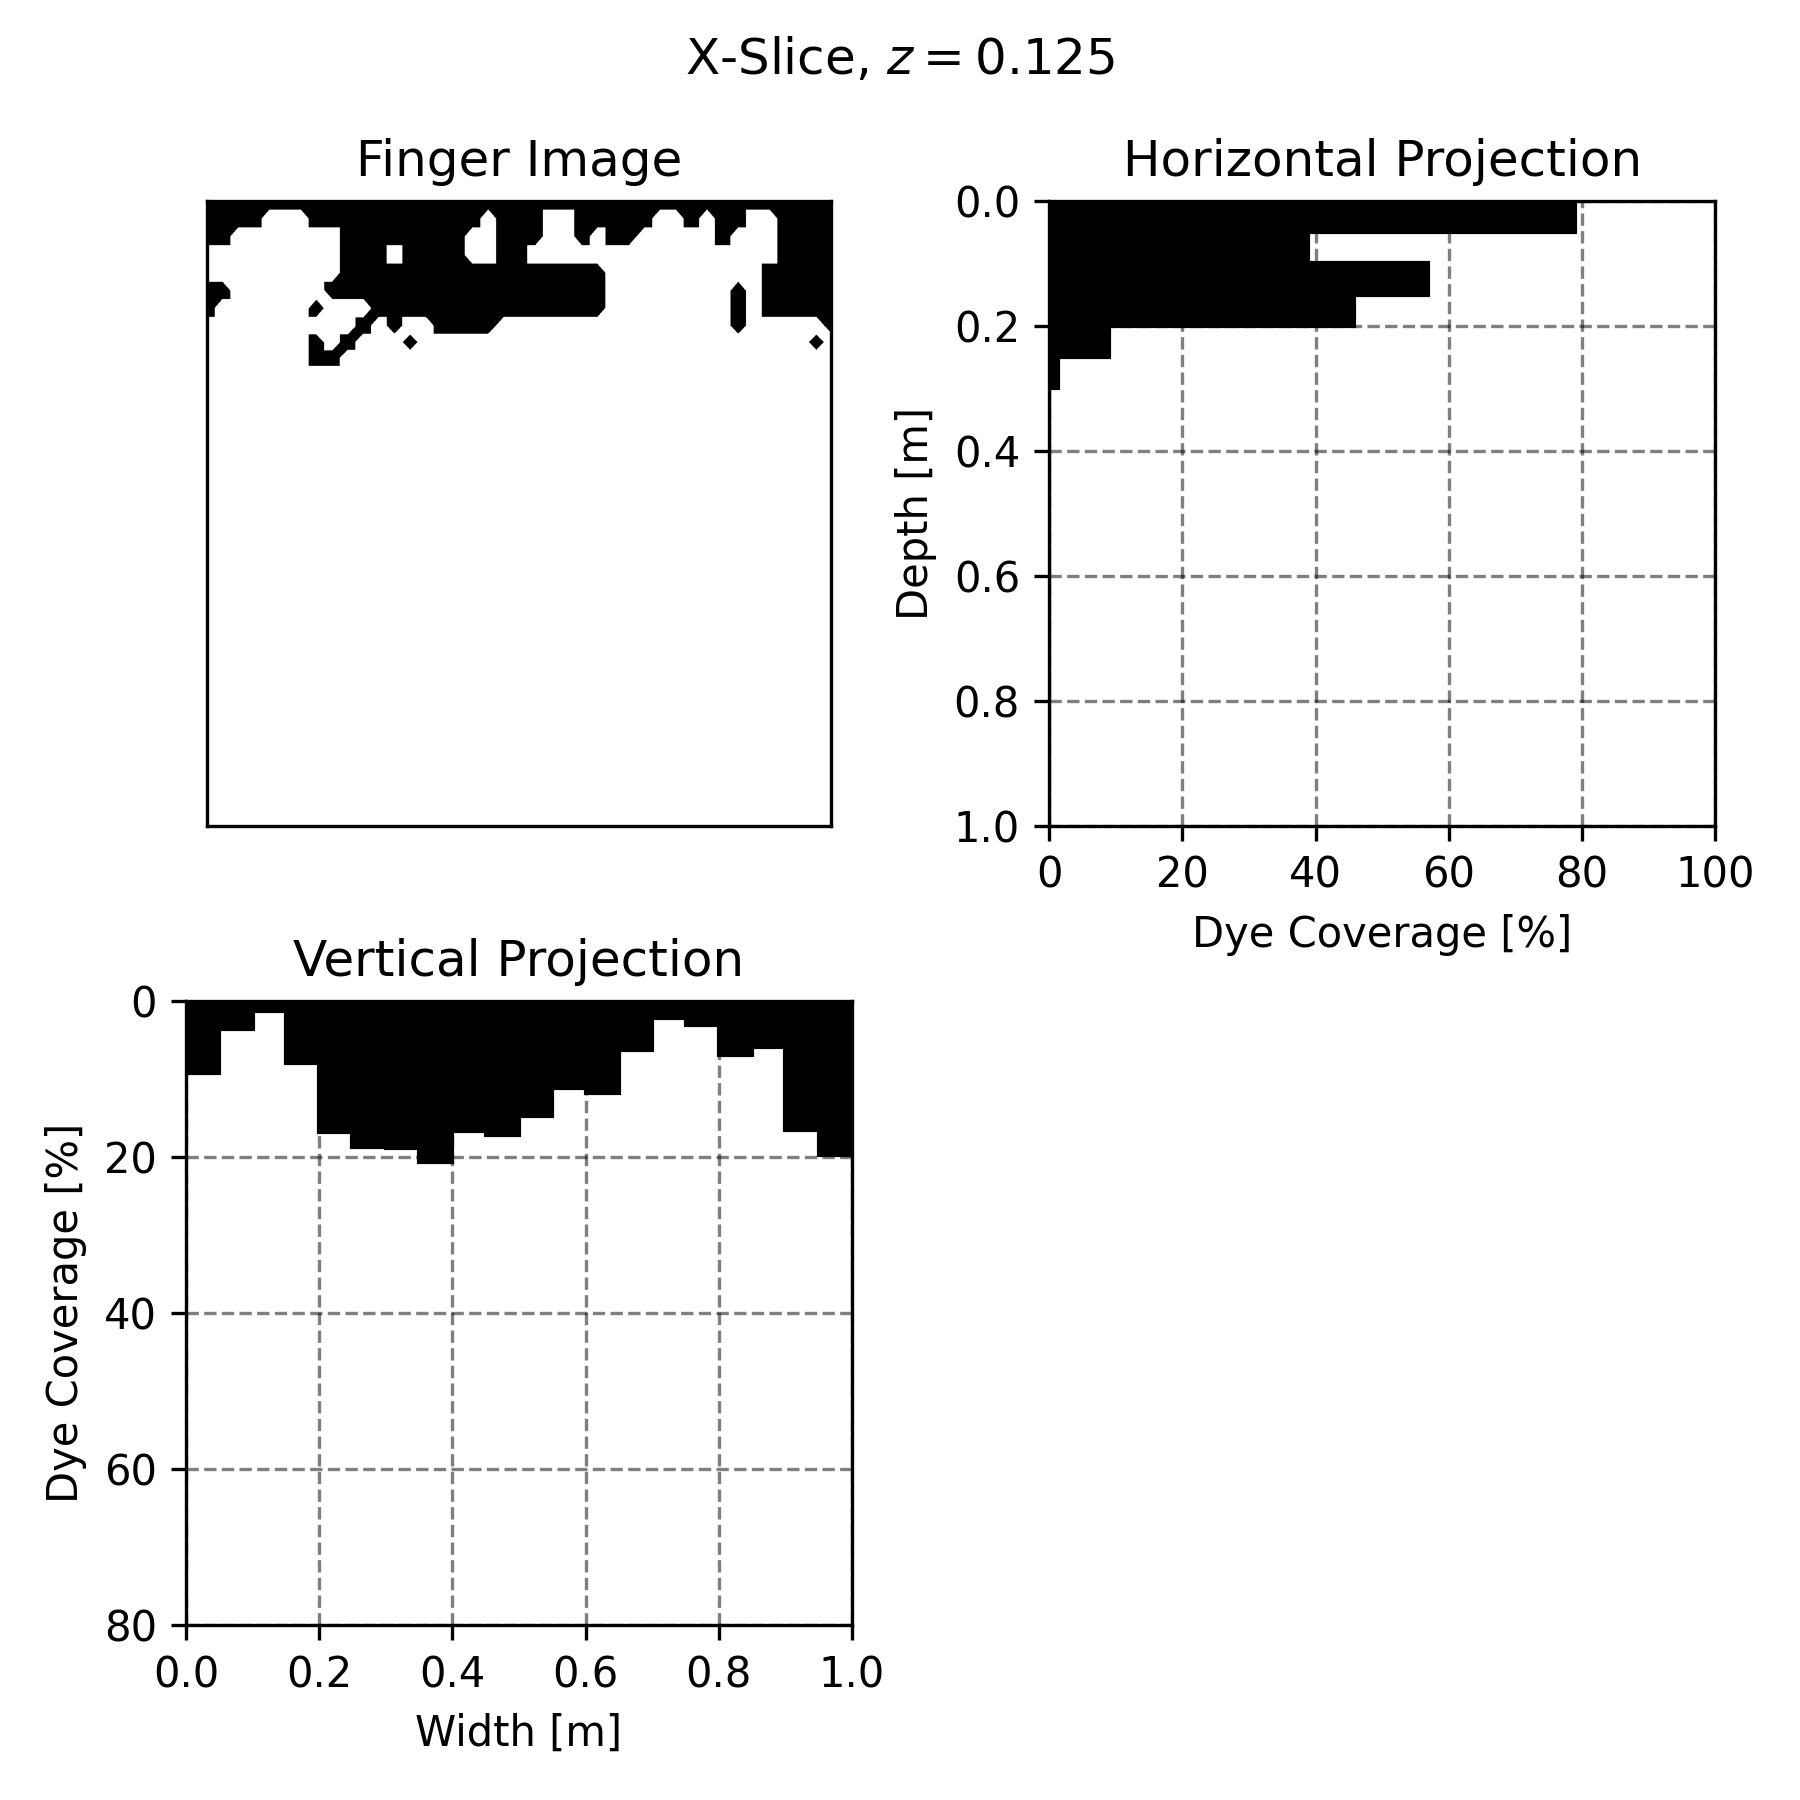 X-Slice, z = 0.125
Finger Image
Horizontal Projection
0.0
0.2
0.4
0.6
0.8
1.0
Depth [m]
0 20 40 60 80 100
Dye Coverage [%]
Vertical Projection
0
20
40
60
80
Dye Coverage [%]
0.0 0.2 0.4 0.6 0.8 1.0
Width [m]